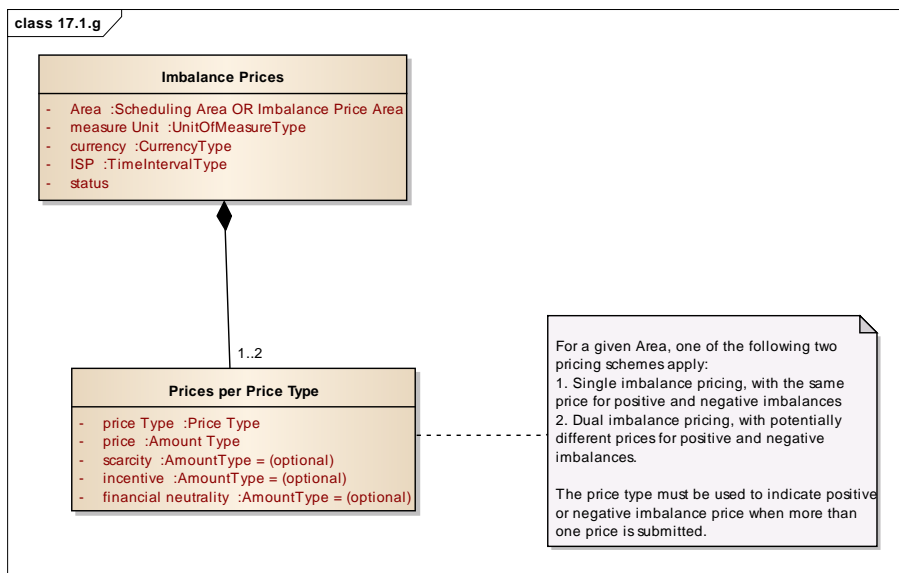 class 17.1.g
Imbalance Prices
- Area :Scheduling Area OR Imbalance Price Area
- measure Unit :UnitOfMeasureType
- currency :CurrencyType
- ISP :TimeIntervalType
- status
1..2
Prices per Price Type
- price Type :Price Type
- price :Amount Type
- scarcity :AmountType = (optional)
- incentive :AmountType = (optional)
- financial neutrality :AmountType = (optional)
For a given Area, one of the following two
pricing schemes apply:
1. Single imbalance pricing, with the same
price for positive and negative imbalances
2. Dual imbalance pricing, with potentially
different prices for positive and negative
imbalances.
The price type must be used to indicate positive
or negative imbalance price when more than
one price is submitted.